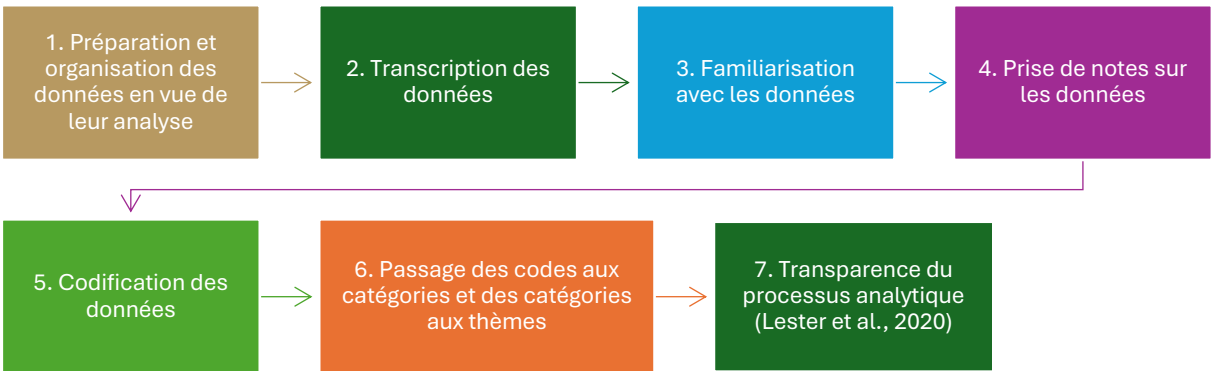 1. Préparation et
organisation des
données en vue de
leur analyse
2. Transcription des
données
3. Familiarisation
avec les données
4. Prise de notes sur
les données
5. Codification des
données
6. Passage des codes aux
catégories et des catégories
aux thèmes
7. Transparence du
processus analytique
(Lester et al., 2020)